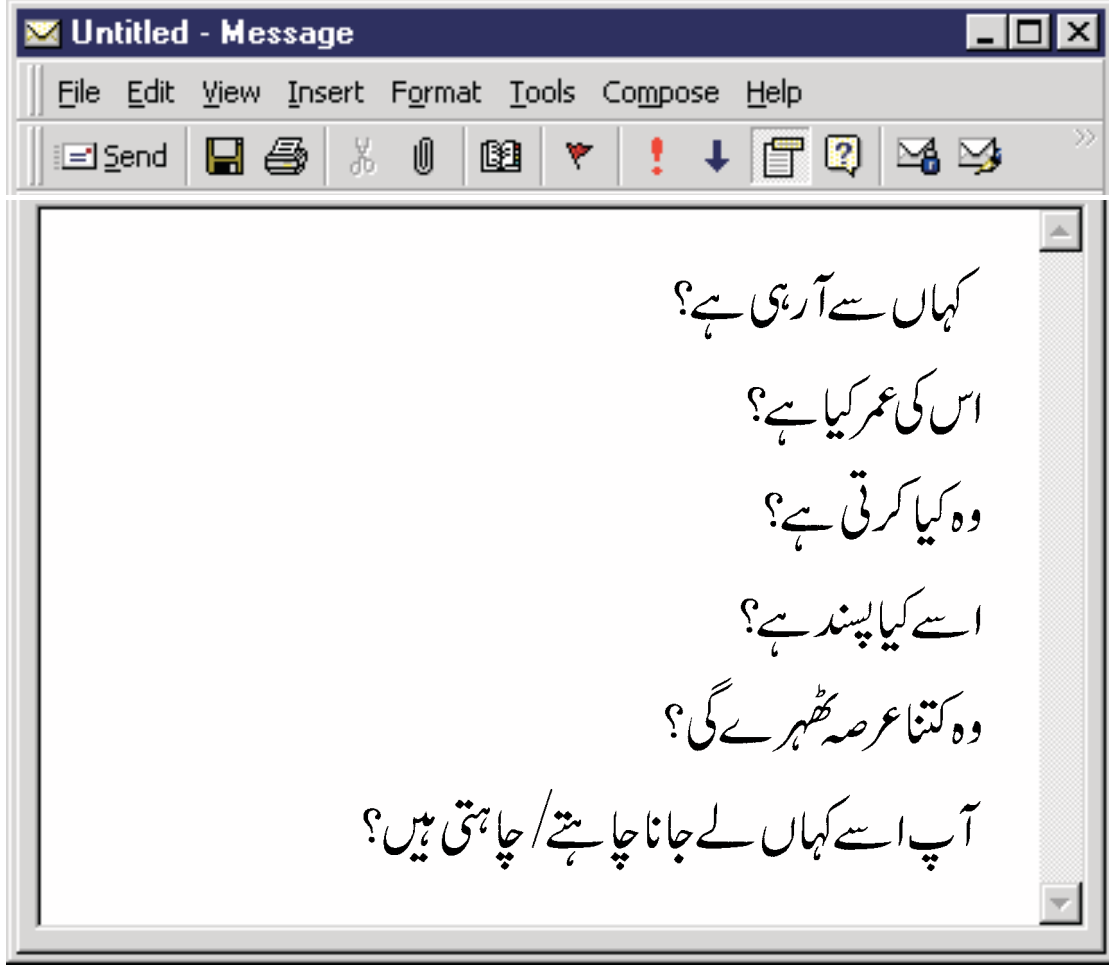 Untitled - Message
File Edit View Insert Format Tools Compose Help
Send
کہاں سے آ رہی ہے؟
اس کی عمر کیا ہے؟
وہ کیا کرتی ہے؟
اسے کیا پسند ہے؟
وہ کتنا عرصہ ٹھہرے گی؟
آپ اسے کہاں لے جانا چاہتے/ چاہتی ہیں؟